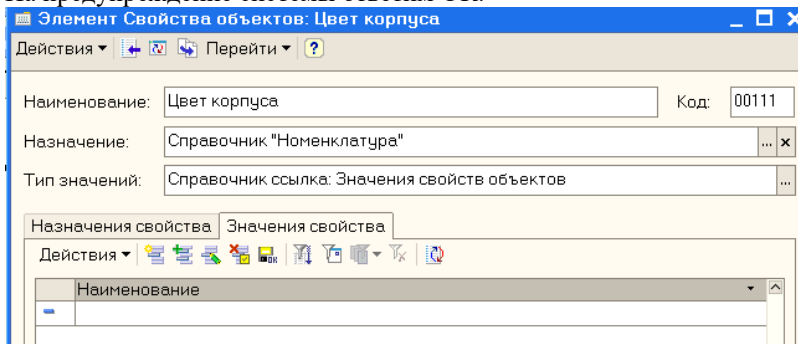 Элемент Свойства объектов: Цвет корпуса
Действия Перейти ?
Наименование: Цвет корпуса Код: 00111
Назначение: Справочник "Номенклатура" ... x
Тип значений: Справочник ссылка: Значения свойств объектов ...
Назначения свойства Значения свойства
Действия
Наименование